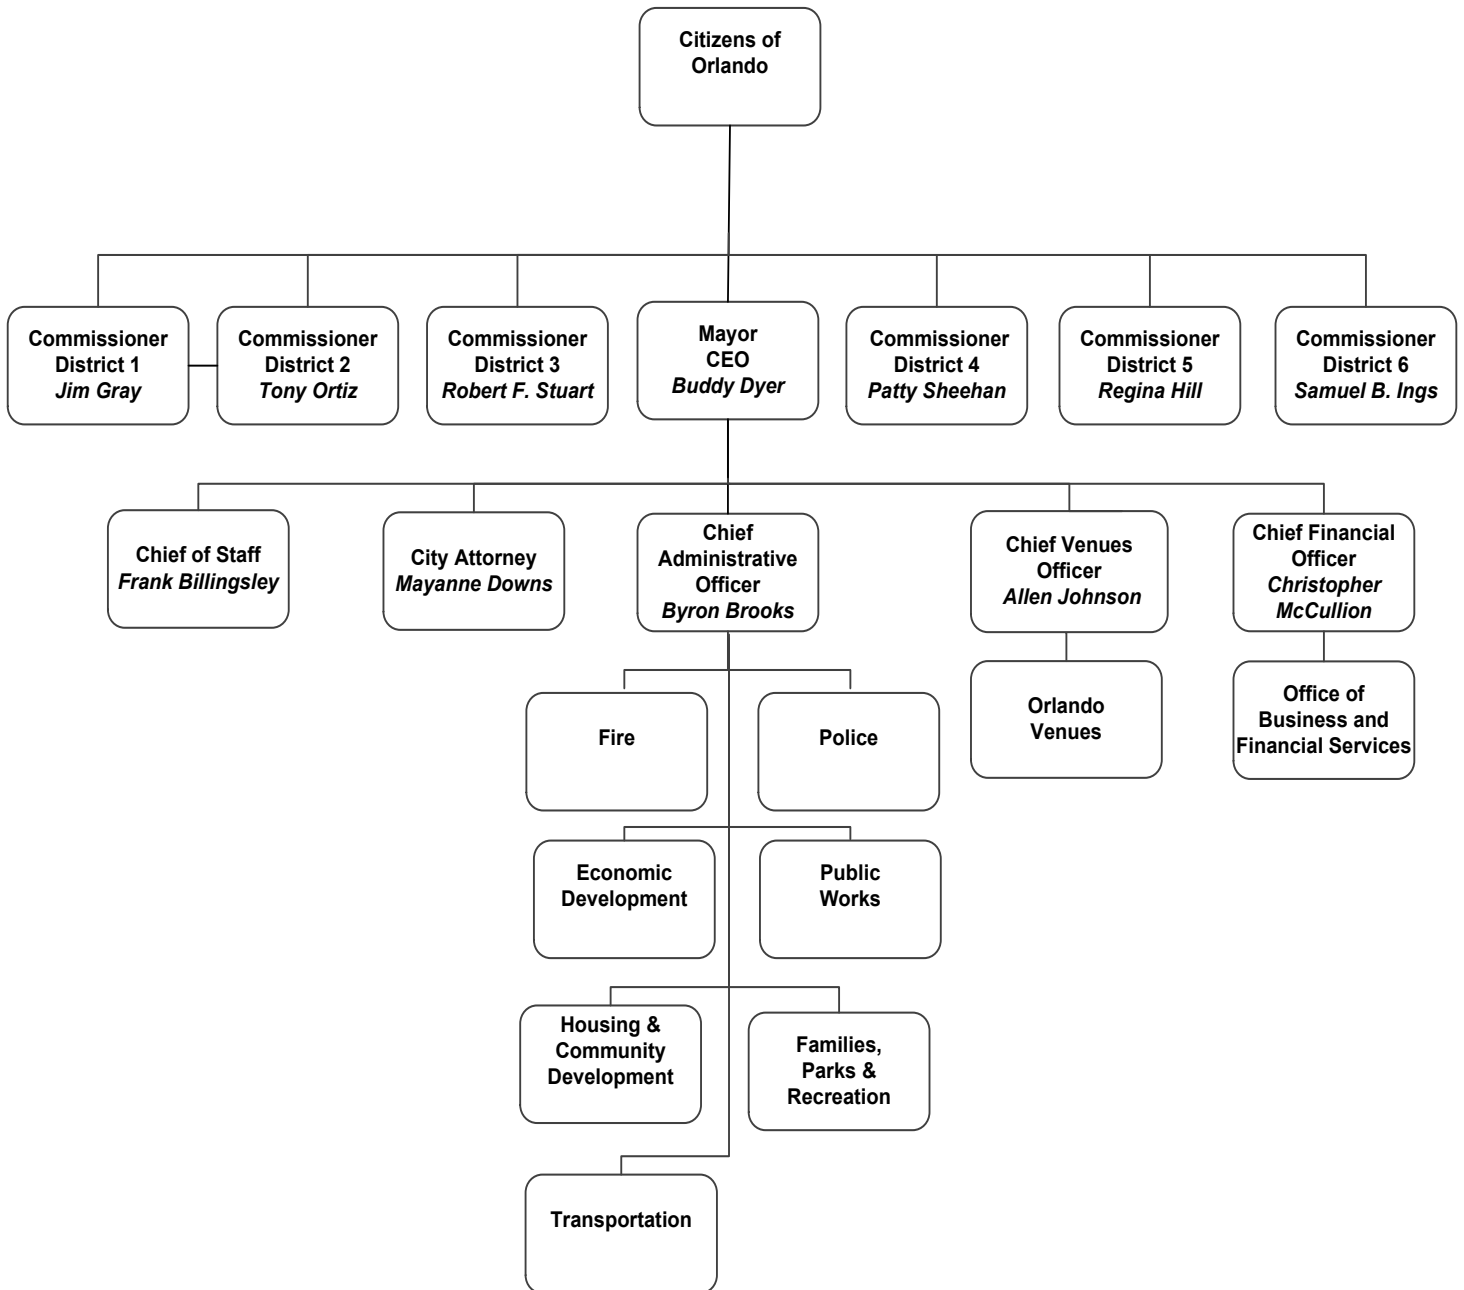 Citizens of
Orlando
Commissioner
District 1
Jim Gray
Commissioner
District 2
Tony Ortiz
Commissioner
District 3
Robert F. Stuart
Mayor
CEO
Buddy Dyer
Commissioner
District 4
Patty Sheehan
Commissioner
District 5
Regina Hill
Commissioner
District 6
Samuel B. Ings
Chief of Staff
Frank Billingsley
City Attorney
Mayanne Downs
Chief
Administrative
Officer
Byron Brooks
Chief Venues
Officer
Allen Johnson
Chief Financial
Officer
Christopher
McCullion
Fire
Police
Orlando
Venues
Office of
Business and
Financial Services
Economic
Development
Public
Works
Housing &
Community
Development
Families,
Parks &
Recreation
Transportation